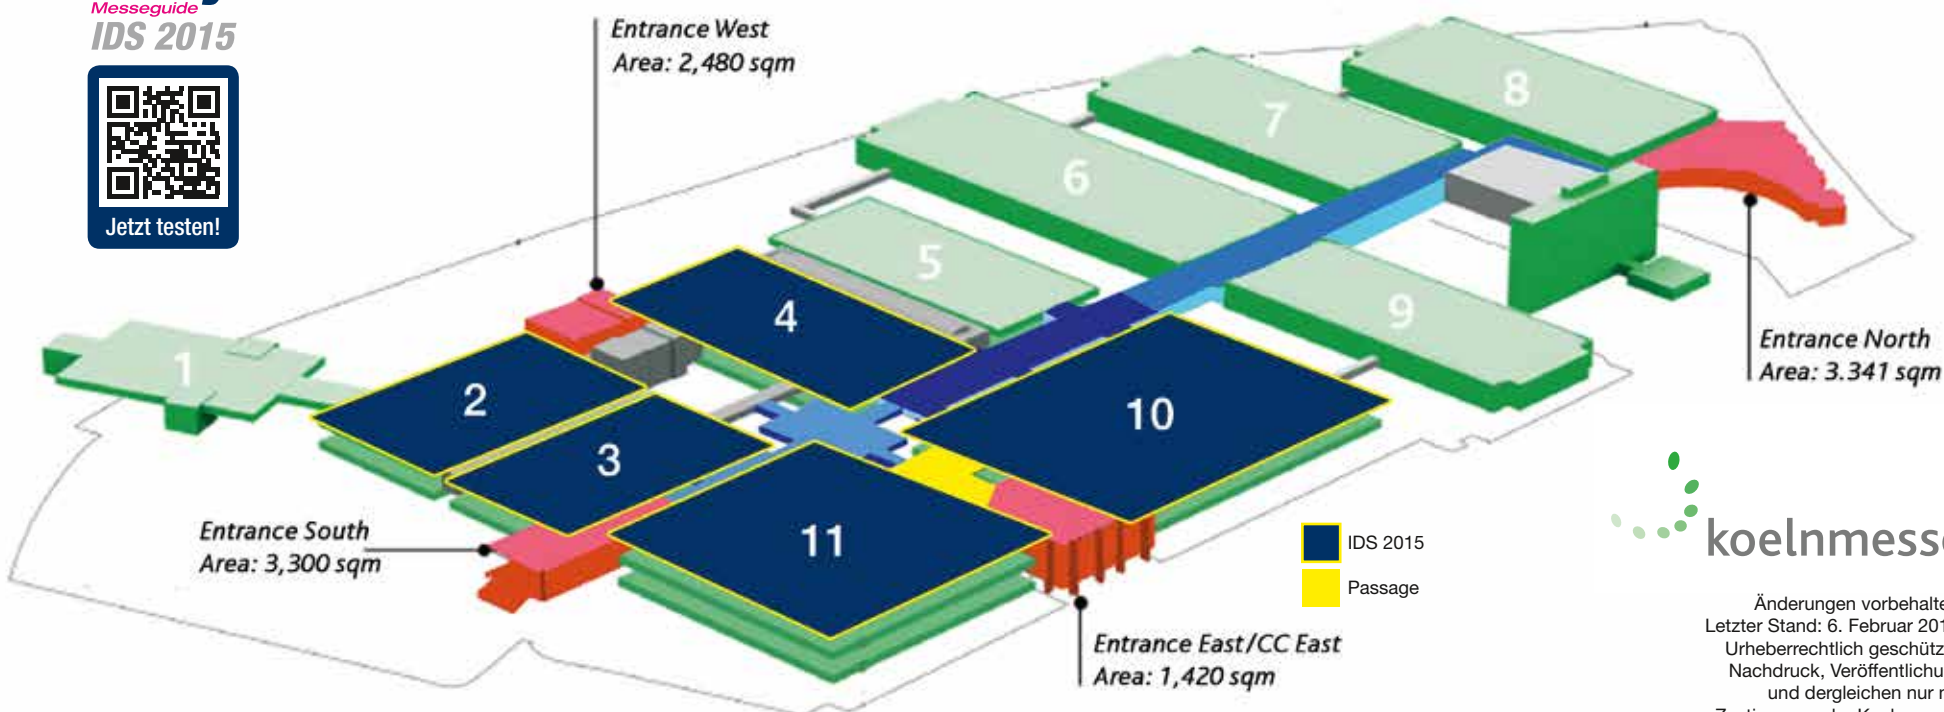 Messeguide
IDS 2015
Jetzt testen!
Entrance West
Area: 2,480 sqm
8
7
6
5
4
9
1
2
10
3
11
Entrance North
Area: 3.341 sqm
Entrance South
Area: 3,300 sqm
IDS 2015
Passage
Entrance East/CC East
Area: 1,420 sqm
koelnmesse
Änderungen vorbehalte
Letzter Stand: 6. Februar 201
Urheberrechtlich geschütz
Nachdruck, Veröffentlichu
und dergleichen nur